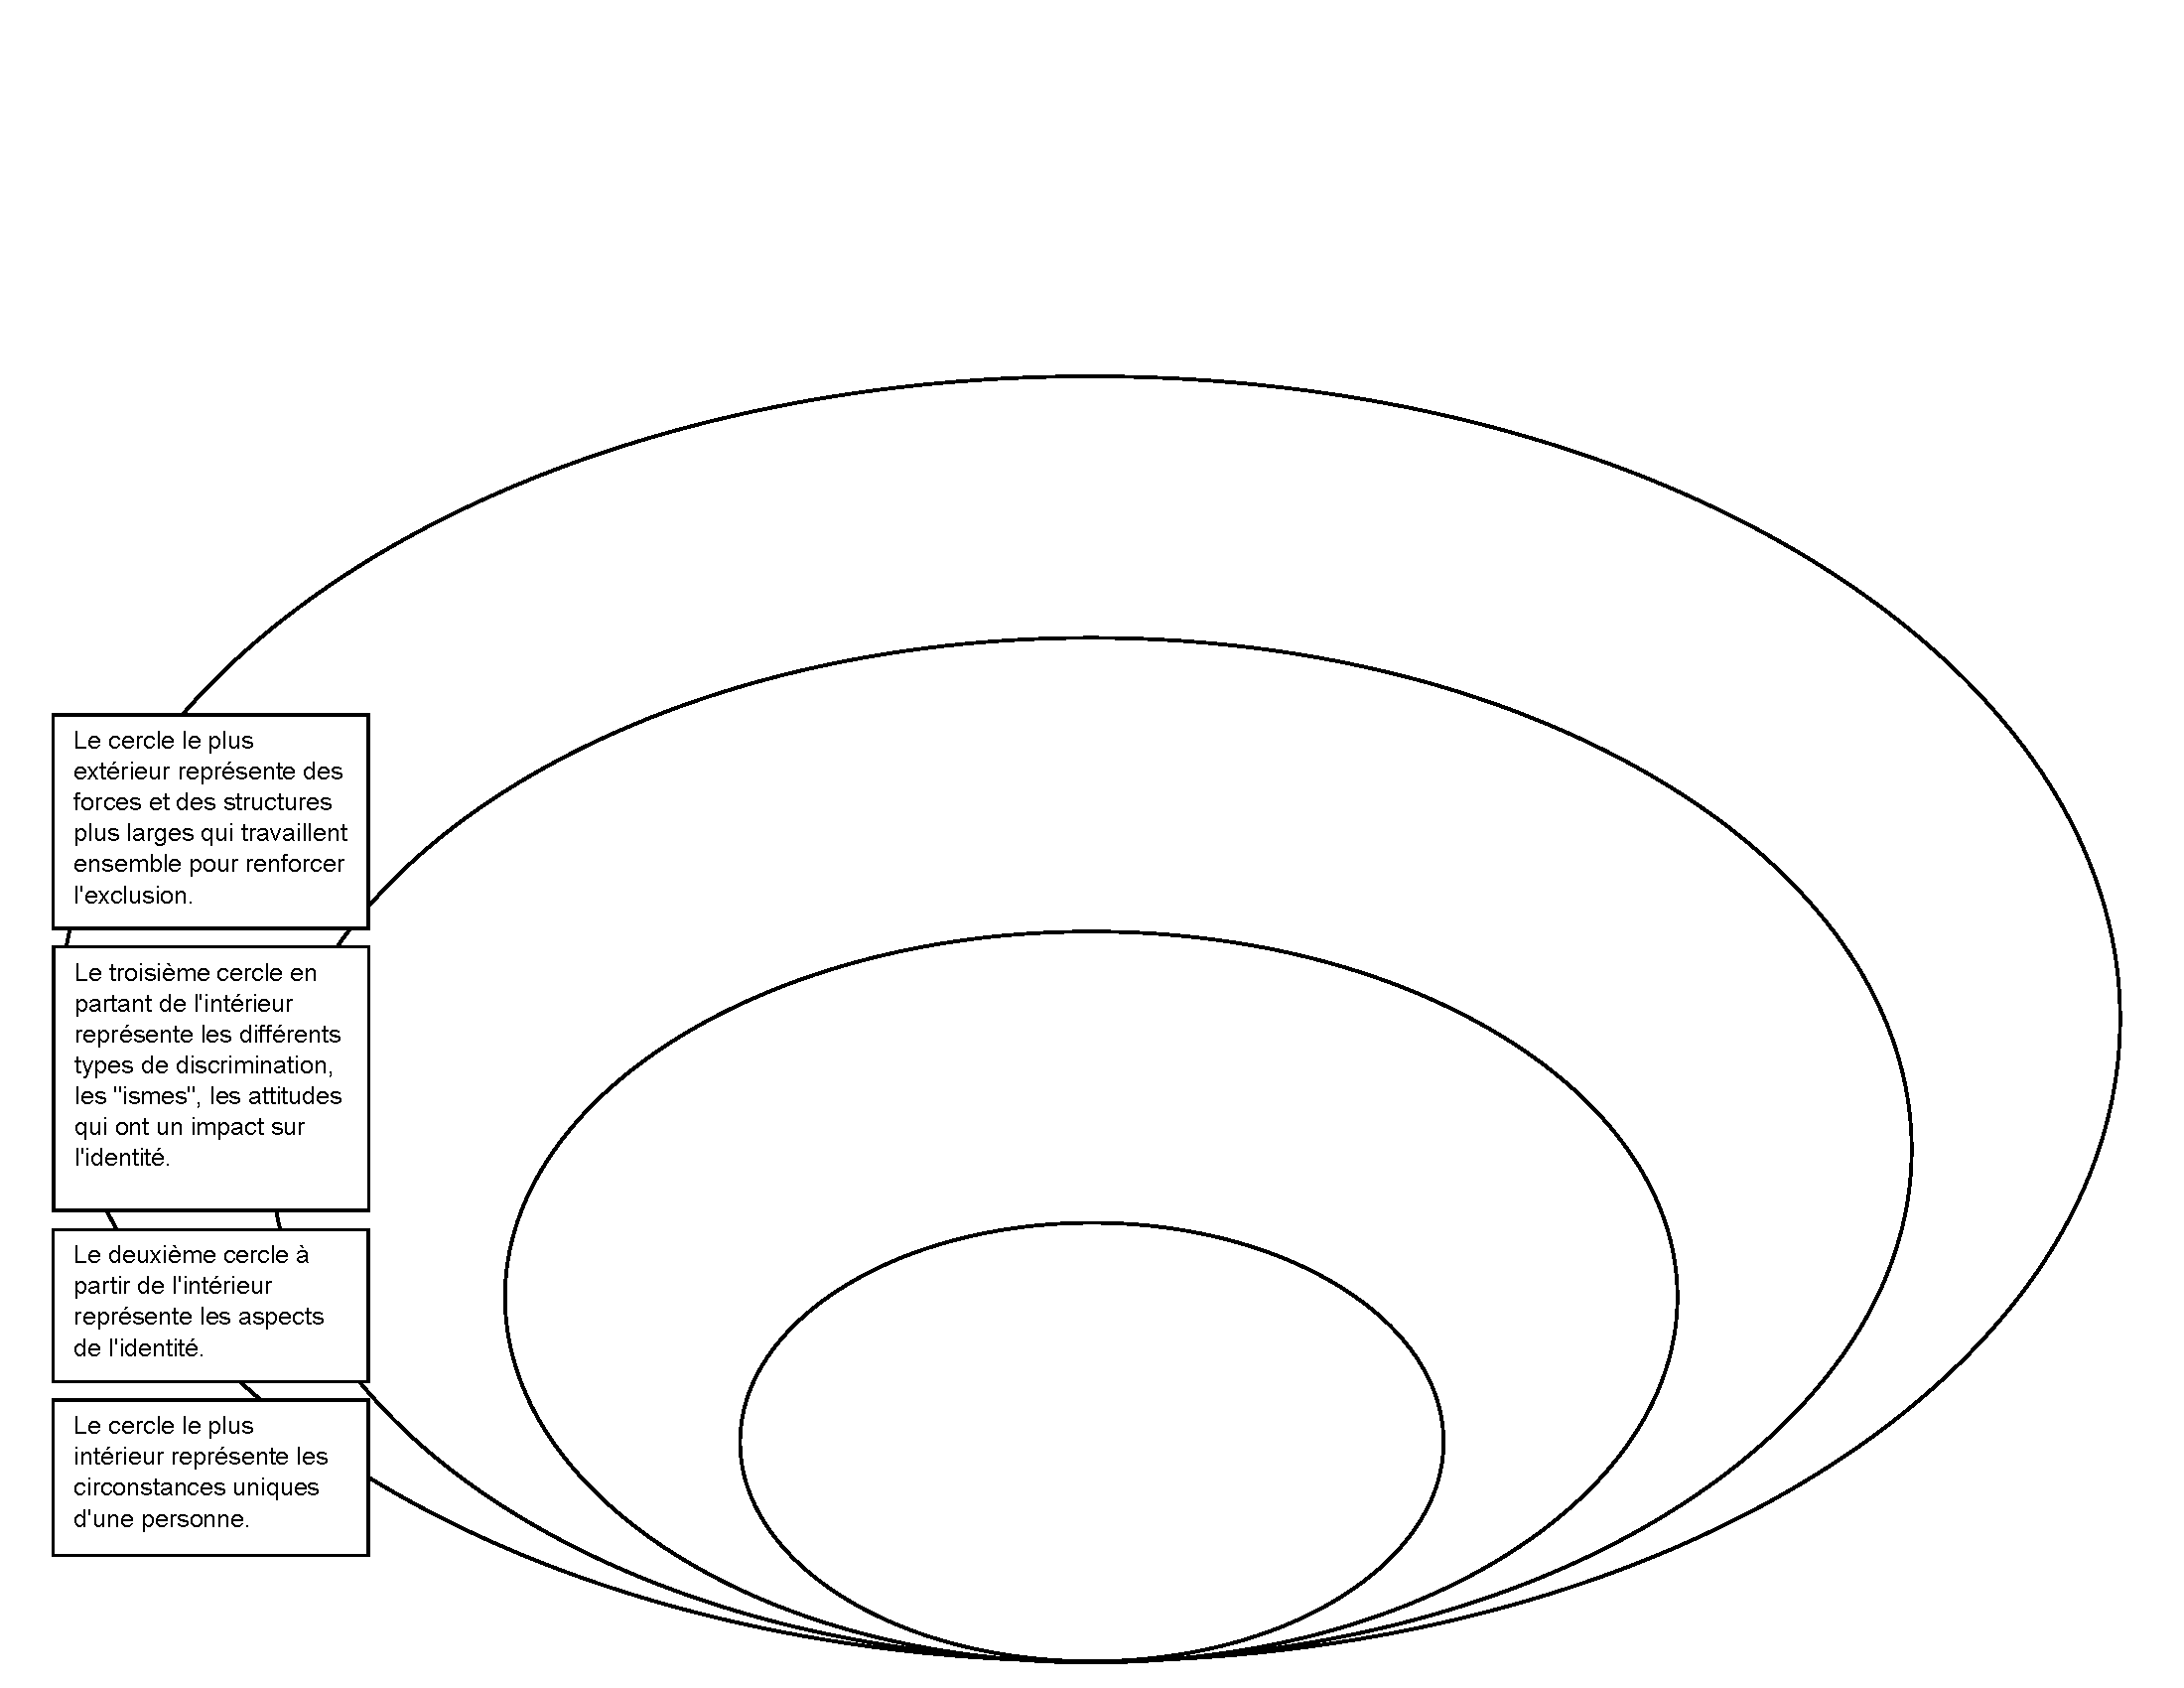 Le cercle le plus
extérieur représente des
forces et des structures
plus larges qui travaillent
ensemble pour renforcer
l'exclusion.
Le troisième cercle en
partant de l'intérieur
représente les différents
types de discrimination,
les "ismes", les attitudes
qui ont un impact sur
l'identité.
Le deuxième cercle à
partir de l'intérieur
représente les aspects
de l'identité.
Le cercle le plus
intérieur représente les
circonstances uniques
d'une personne.